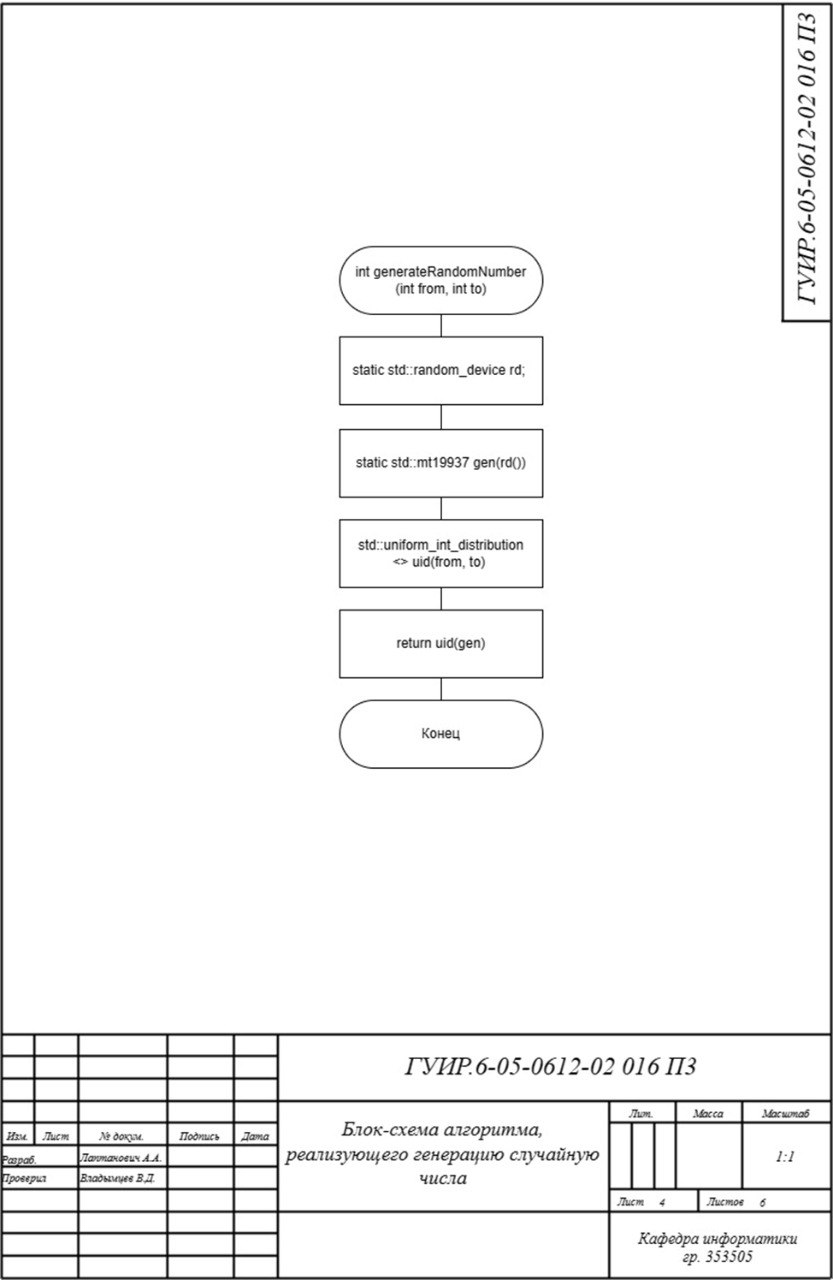 ГУИР.6-05-0612-02 016 ПЗ
int generateRandomNumber
(int from, int to)
static std::random_device rd;
static std::mt19937 gen(rd())
std::uniform_int_distribution
<> uid(from, to)
return uid(gen)
Конец
ГУИР.6-05-0612-02 016 ПЗ
Изм. Лист № докум. Подпись Дата
Разраб. Лаптанович А.А.
Проверил Владымцев В.Д.
Блок-схема алгоритма,
реализующего генерацию случайную
числа
Лит. Масса Масштаб
1:1
Лист 4 Листов 6
Кафедра информатики
гр. 353505